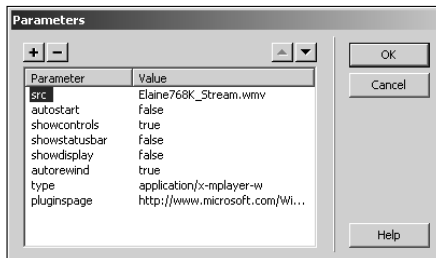 Parameters
+ −
OK
Cancel
Parameter Value
src Elaine768K_Stream.wmv
autostart false
showcontrols true
showstatusbar false
showdisplay false
autorewind true
type application/x-mplayer-w
pluginspage http://www.microsoft.com/Wi...
Help